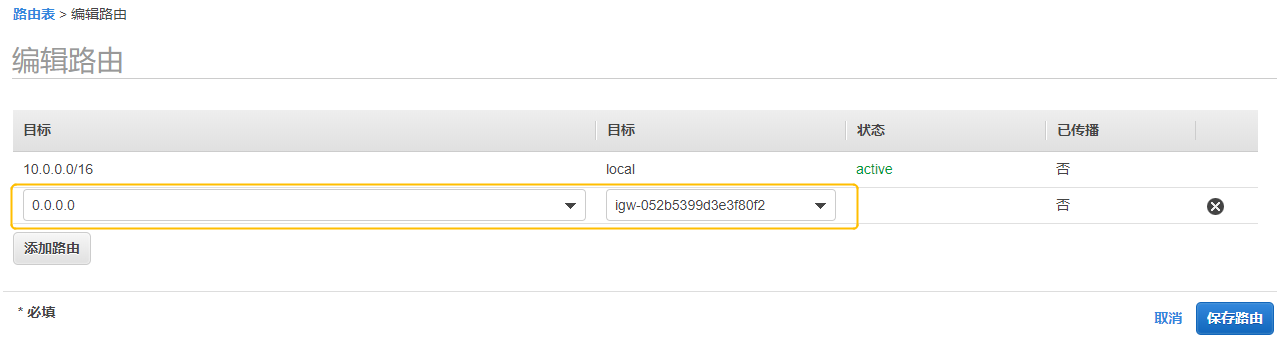 路由表 > 编辑路由
编辑路由
目标 目标 状态 已传播
10.0.0.0/16 local active 否
0.0.0.0 igw-052b5399d3e3f80f2 否
添加路由
* 必填
取消 保存路由